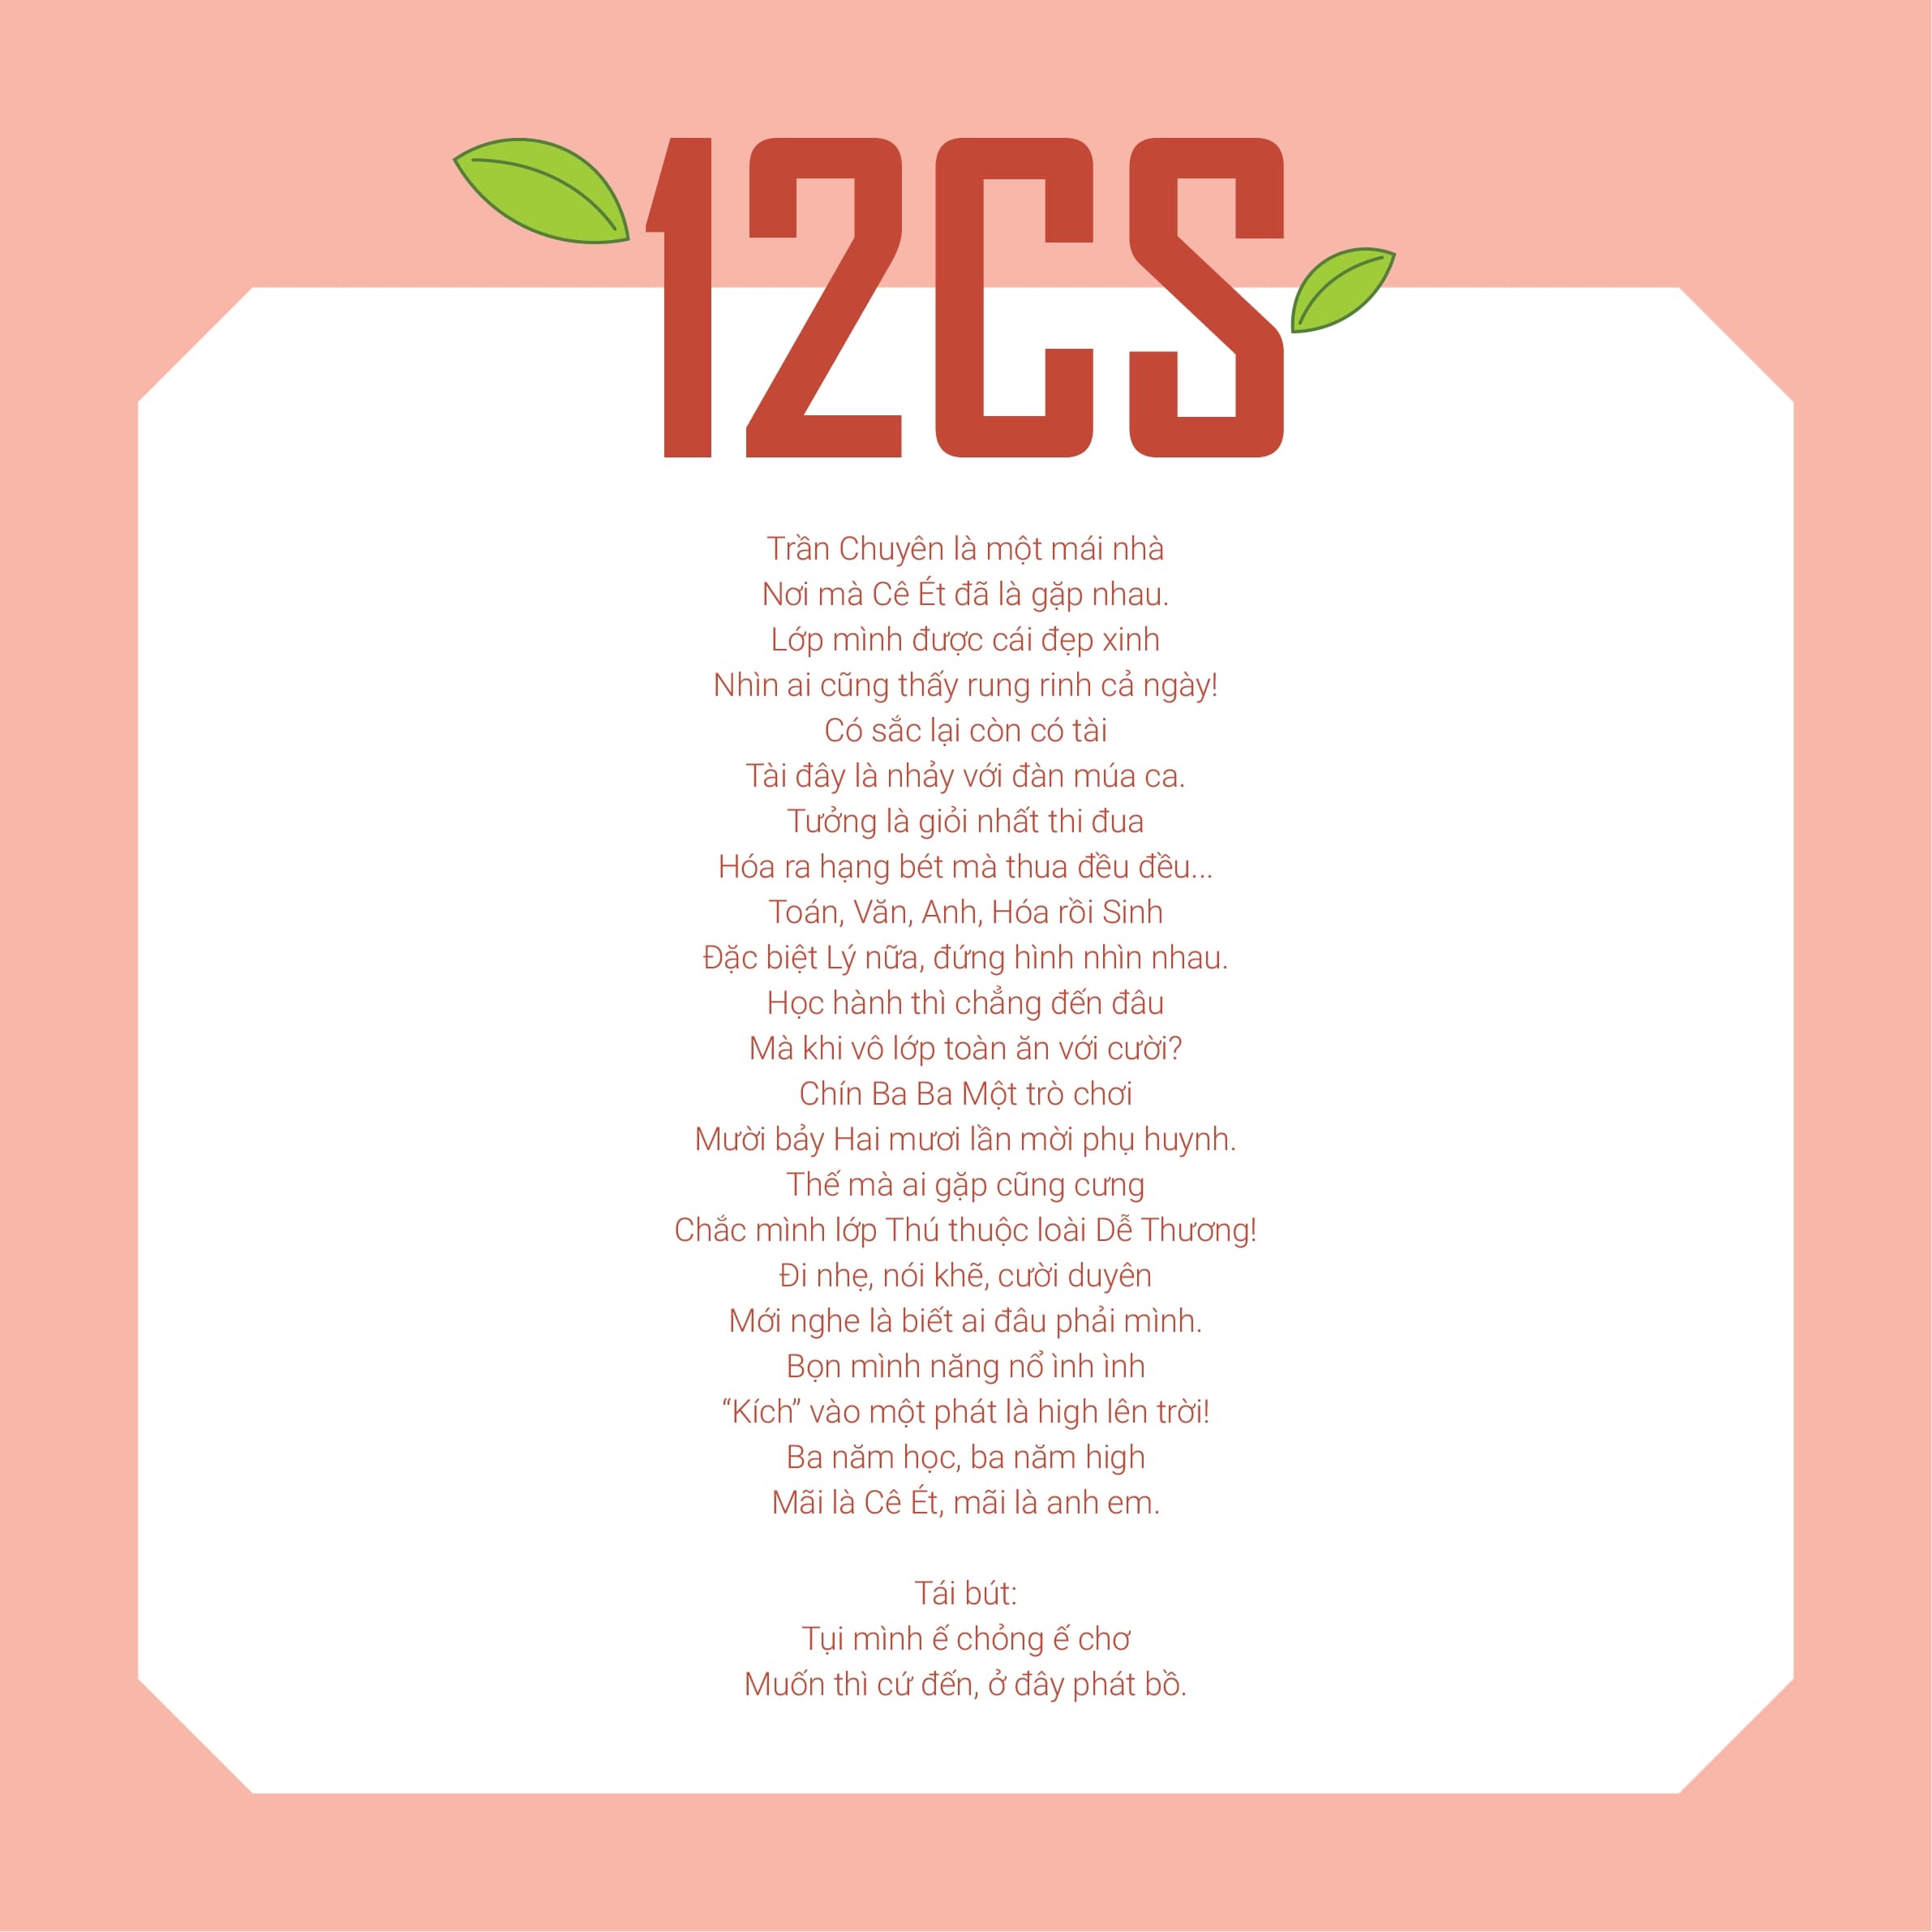 12CS
Trần Chuyên là một mái nhà
Nơi mà Cê Ét đã là gặp nhau.
Lớp mình được cái đẹp xinh
Nhìn ai cũng thấy rung rinh cả ngày!
Có sắc lại còn có tài
Tài đây là nhảy với đàn múa ca.
Tưởng là giỏi nhất thi đua
Hóa ra hạng bét mà thua đều đều...
Toán, Văn, Anh, Hóa rồi Sinh
Đặc biệt Lý nữa, đứng hình nhìn nhau.
Học hành thì chẳng đến đâu
Mà khi vô lớp toàn ăn với cười?
Chín Ba Ba Một trò chơi
Mười bảy Hai mươi lần mời phụ huynh.
Thế mà ai gặp cũng cưng
Chắc mình lớp Thú thuộc loài Dễ Thương!
Đi nhẹ, nói khẽ, cười duyên
Mới nghe là biết ai đâu phải mình.
Bọn mình năng nổ ình ình
“Kích” vào một phát là high lên trời!
Ba năm học, ba năm high
Mãi là Cê Ét, mãi là anh em.
Tái bút:
Tụi mình ế chỏng ế chơ
Muốn thì cứ đến, ở đây phát bồ.